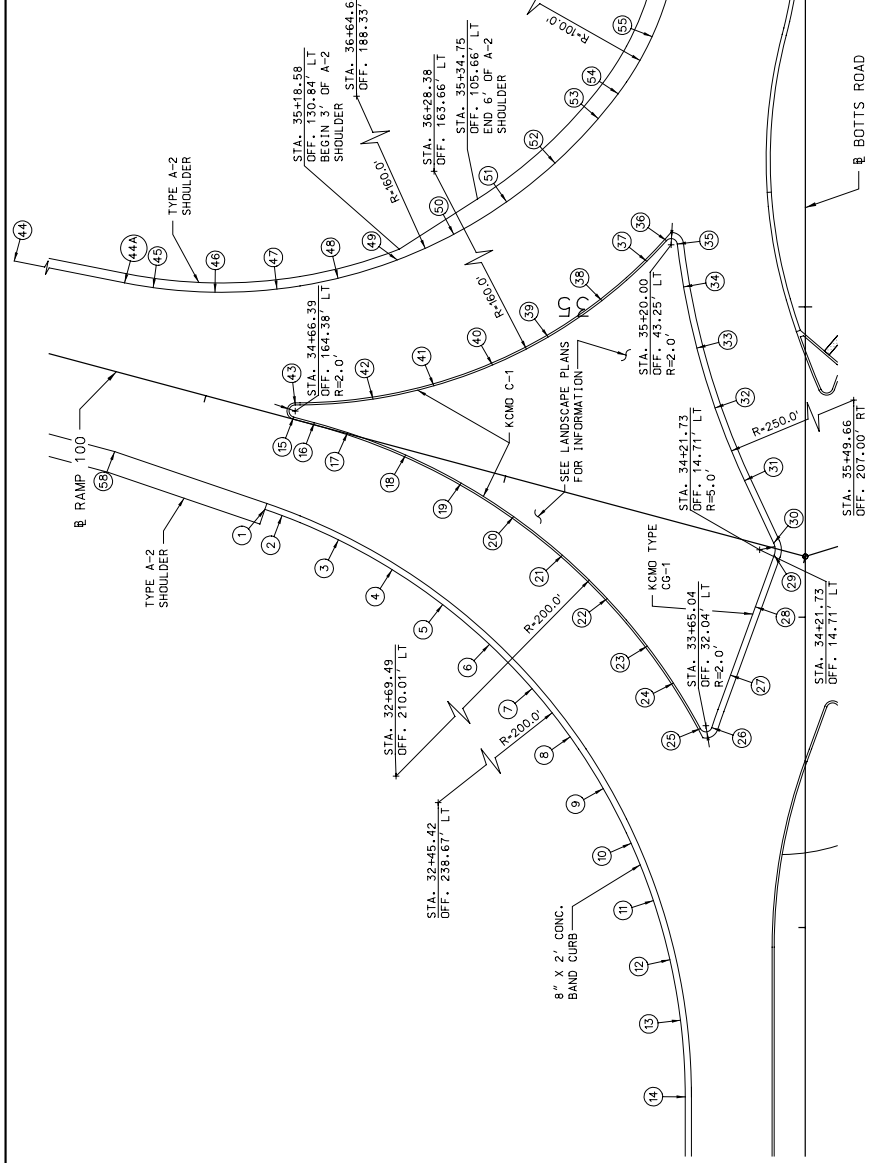 44
44A
45
46
47
48
49
50
51
52
53
54
55
TYPE A-2
SHOULDER
STA. 35+18.58
OFF. 130.84' LT
BEGIN 3' OF A-2
SHOULDER
STA. 36+64.6
OFF. 188.33'
R=160.0'
STA. 36+28.38
OFF. 163.66' LT
STA. 35+34.75
OFF. 105.66' LT
END 6' OF A-2
SHOULDER
R=100.0'
℄ BOTTS ROAD
℄ RAMP 100
58
TYPE A-2
SHOULDER
1
2
3
4
5
6
7
8
9
10
11
12
13
14
STA. 34+66.39
OFF. 164.38' LT
R=2.0'
15
16
17
18
19
20
21
22
23
24
25
26
27
28
29
30
31
32
33
34
35
36
37
38
39
40
41
42
43
R=160.0'
35
KCMO C-1
SEE LANDSCAPE PLANS
FOR INFORMATION
STA. 35+20.00
OFF. 43.25' LT
R=2.0'
STA. 34+21.73
OFF. 14.71' LT
R=5.0'
R=250.0'
STA. 35+49.66
OFF. 207.00' RT
KCMO TYPE
CG-1
STA. 33+65.04
OFF. 32.04' LT
R=2.0'
STA. 34+21.73
OFF. 14.71' LT
STA. 32+69.49
OFF. 210.01' LT
R=200.0'
STA. 32+45.42
OFF. 238.67' LT
R=200.0'
8" X 2' CONC.
BAND CURB